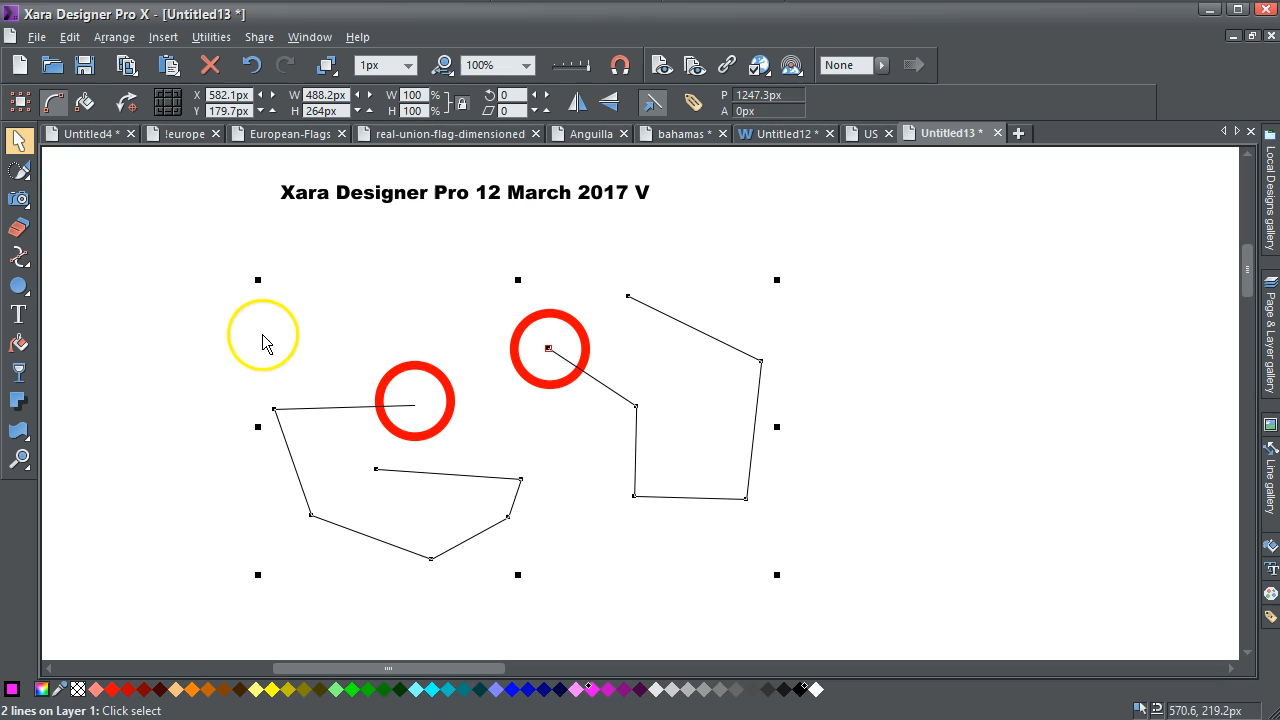 Xara Designer Pro X - [Untitled13 *]
File Edit Arrange Insert Utilities Share Window Help
1px 100% None
X 582.1px W 488.2px W 100 % 0 P 1247.3px
Y 179.7px H 264px H 100 % 0 A 0px
Untitled4 * !europe European-Flags real-union-flag-dimensioned Anguilla bahamas * Untitled12 * US Untitled13 *
Xara Designer Pro 12 March 2017 V
Local Designs gallery
Page & Layer gallery
Line gallery
2 lines on Layer 1: Click select
570.6, 219.2px